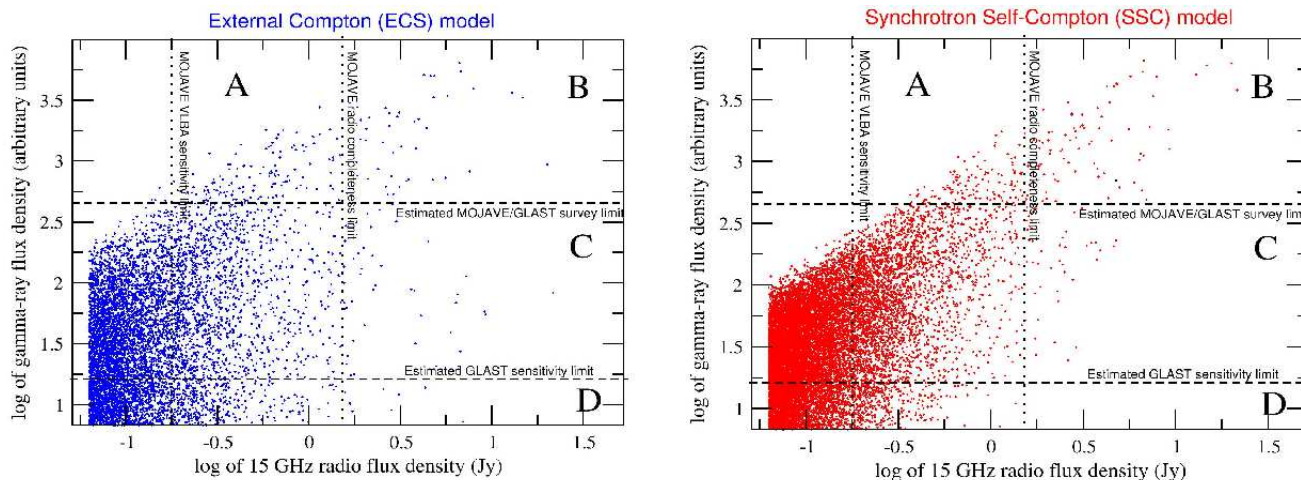 External Compton (ECS) model
log of gamma-ray flux density (arbitrary units)
3.5
3
2.5
2
1.5
1
A
B
C
D
MOJAVE VLBA sensitivity limit
MOJAVE radio completeness limit
Estimated MOJAVE/GLAST survey limit
Estimated GLAST sensitivity limit
-1
-0.5
0
0.5
1
1.5
log of 15 GHz radio flux density (Jy)
Synchrotron Self-Compton (SSC) model
log of gamma-ray flux density (arbitrary units)
3.5
3
2.5
2
1.5
1
A
B
C
D
MOJAVE VLBA sensitivity limit
MOJAVE radio completeness limit
Estimated MOJAVE/GLAST survey lim
Estimated GLAST sensitivity limit
-1
-0.5
0
0.5
1
1.5
log of 15 GHz radio flux density (Jy)